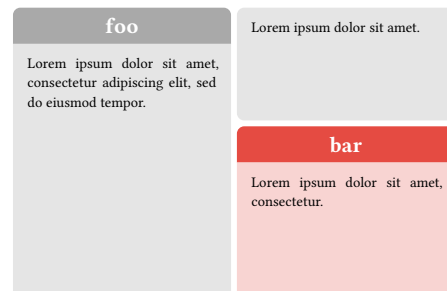 foo
Lorem ipsum dolor sit amet,
consectetur adipiscing elit, sed
do eiusmod tempor.
Lorem ipsum dolor sit amet.
bar
Lorem ipsum dolor sit amet,
consectetur.